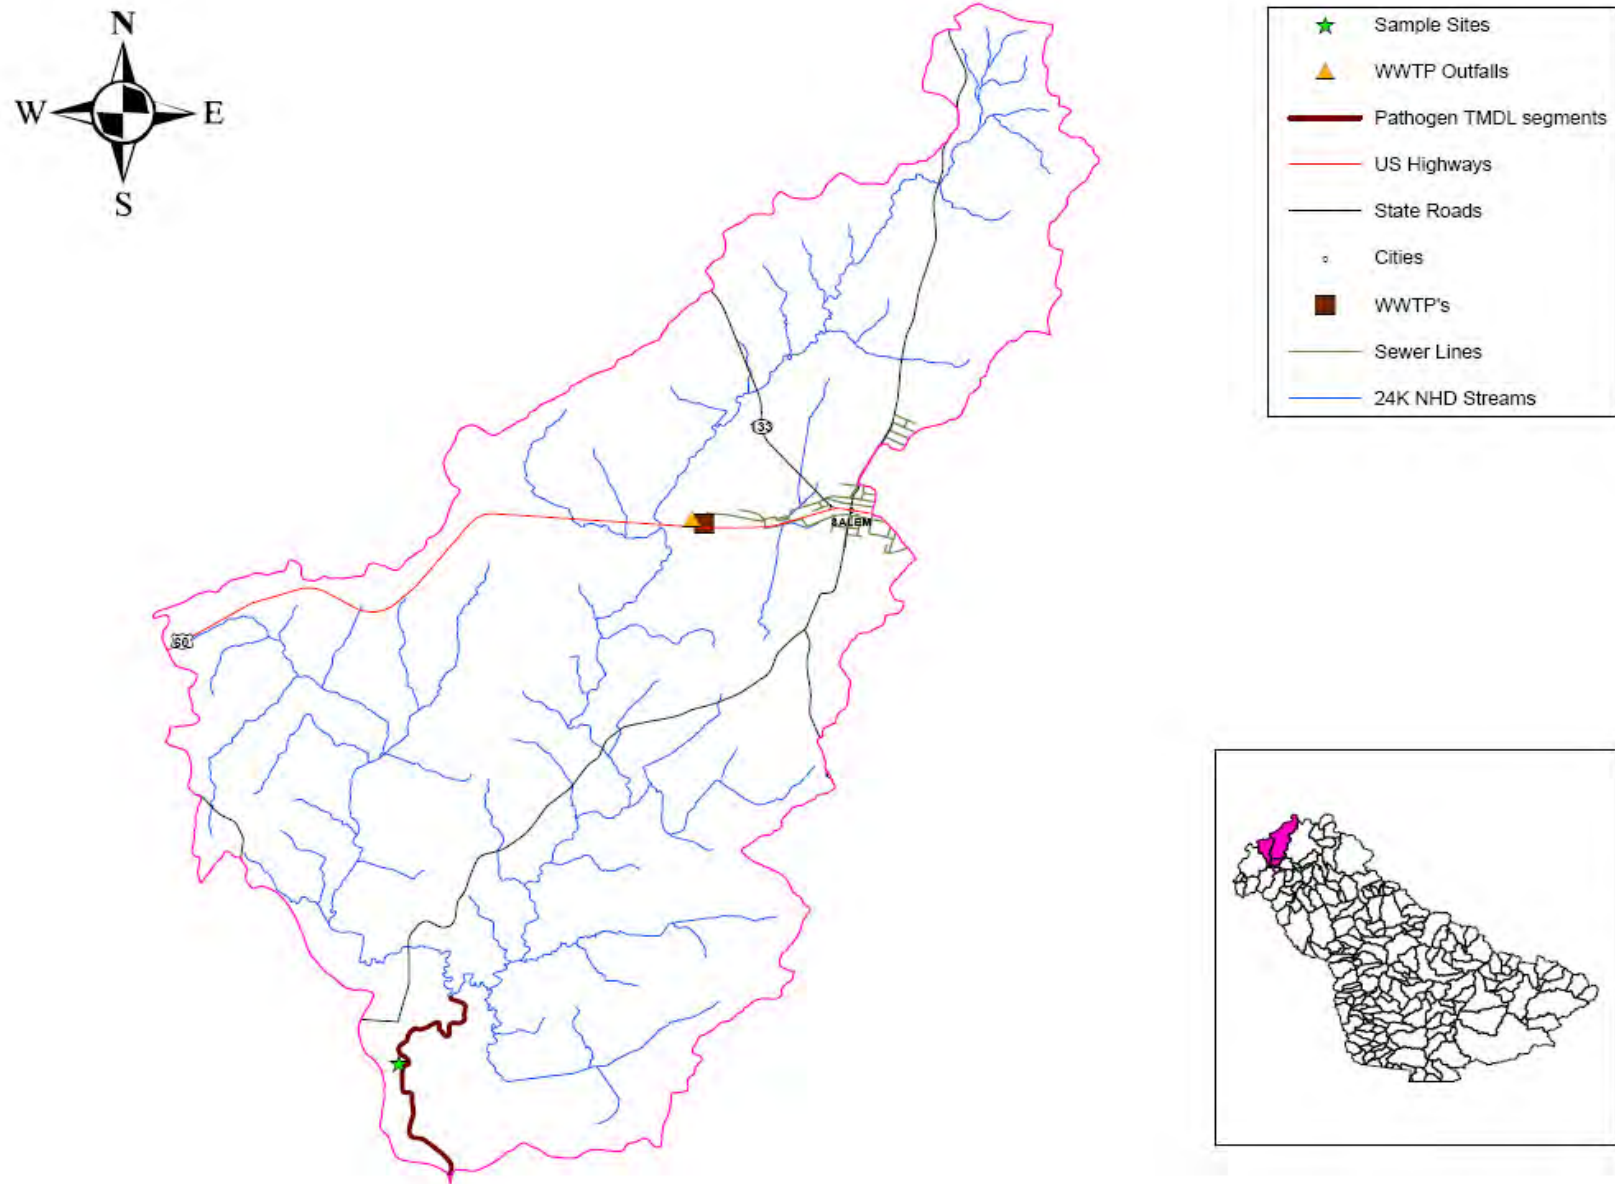 N
W E
S
Sample Sites
WWTP Outfalls
Pathogen TMDL segments
US Highways
State Roads
Cities
WWTP's
Sewer Lines
24K NHD Streams
133
SALEM
60